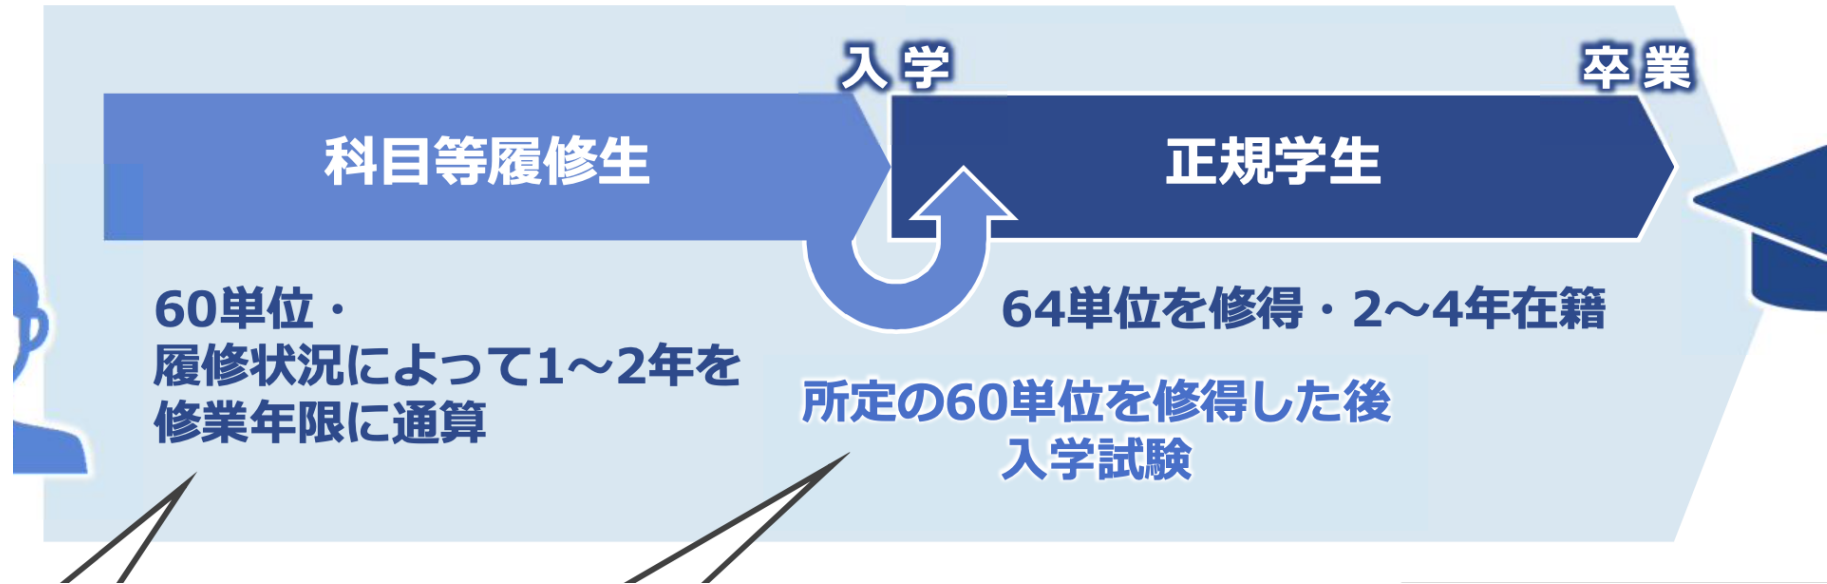 入学
卒業
科目等履修生
正規学生
60単位・
履修状況によって1～2年を
修業年限に通算
64単位を修得・2～4年在籍
所定の60単位を修得した後
入学試験